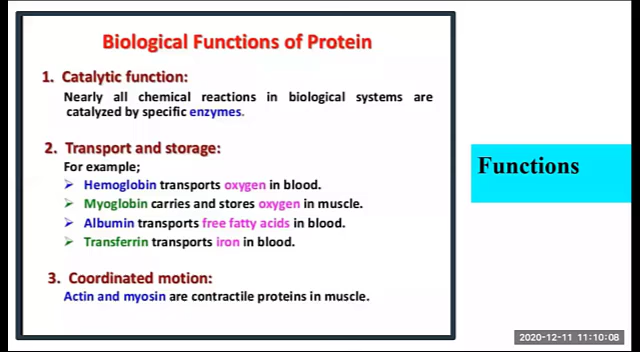 Biological Functions of Protein
1. Catalytic function:
Nearly all chemical reactions in biological systems are
catalyzed by specific enzymes.
2. Transport and storage:
For example;
➢ Hemoglobin transports oxygen in blood.
➢ Myoglobin carries and stores oxygen in muscle.
➢ Albumin transports free fatty acids in blood.
➢ Transferrin transports iron in blood.
3. Coordinated motion:
Actin and myosin are contractile proteins in muscle.
Functions
2020-12-11 11:10:08